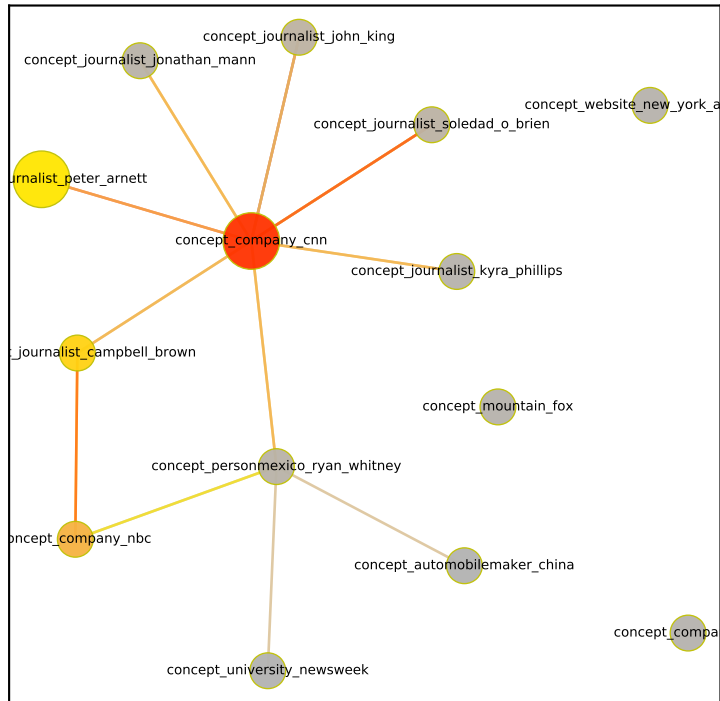 concept_journalist_john_king
concept_journalist_jonathan_mann
concept_website_new_york_a
concept_journalist_soledad_o_brien
urnalist_peter_arnett
concept_company_cnn
concept_journalist_kyra_phillips
t_journalist_campbell_brown
concept_mountain_fox
concept_personmexico_ryan_whitney
oncept_company_nbc
concept_automobilemaker_china
concept_compa
concept_university_newsweek